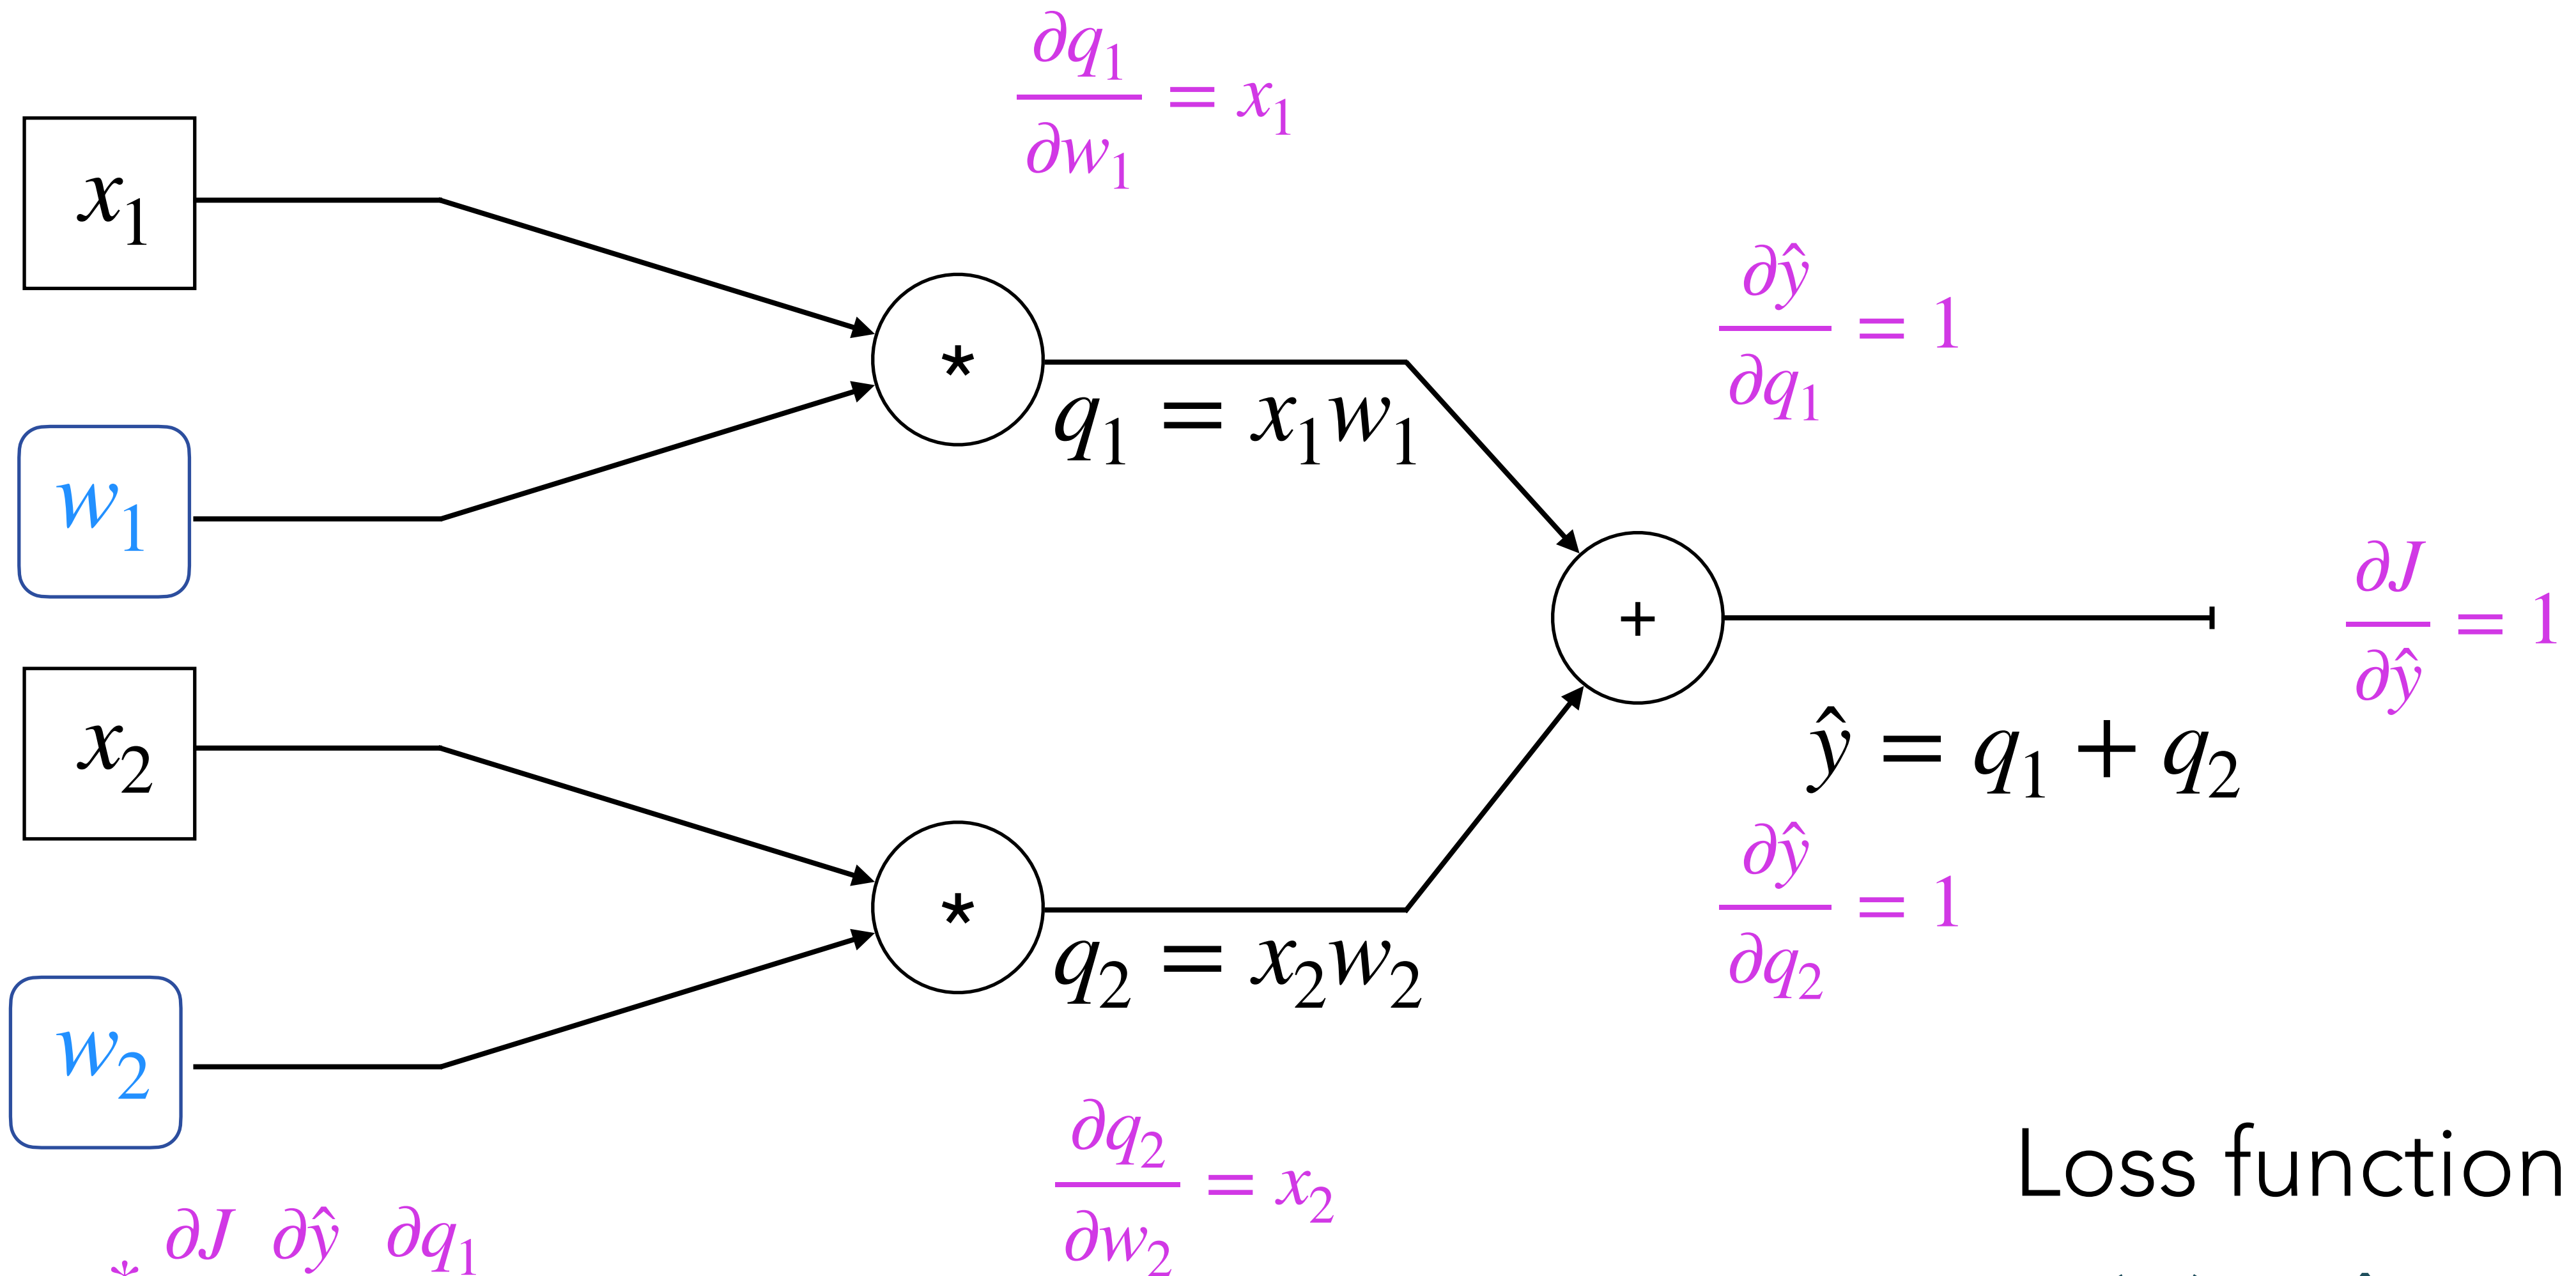 ∂q₁/∂w₁ = x₁
x₁
∂ŷ/∂q₁ = 1
*
q₁ = x₁w₁
w₁
+
∂J/∂ŷ = 1
x₂
ŷ = q₁ + q₂
∂ŷ/∂q₂ = 1
*
q₂ = x₂w₂
w₂
∂q₂/∂w₂ = x₂
Loss function
* ∂J ∂ŷ ∂q₁